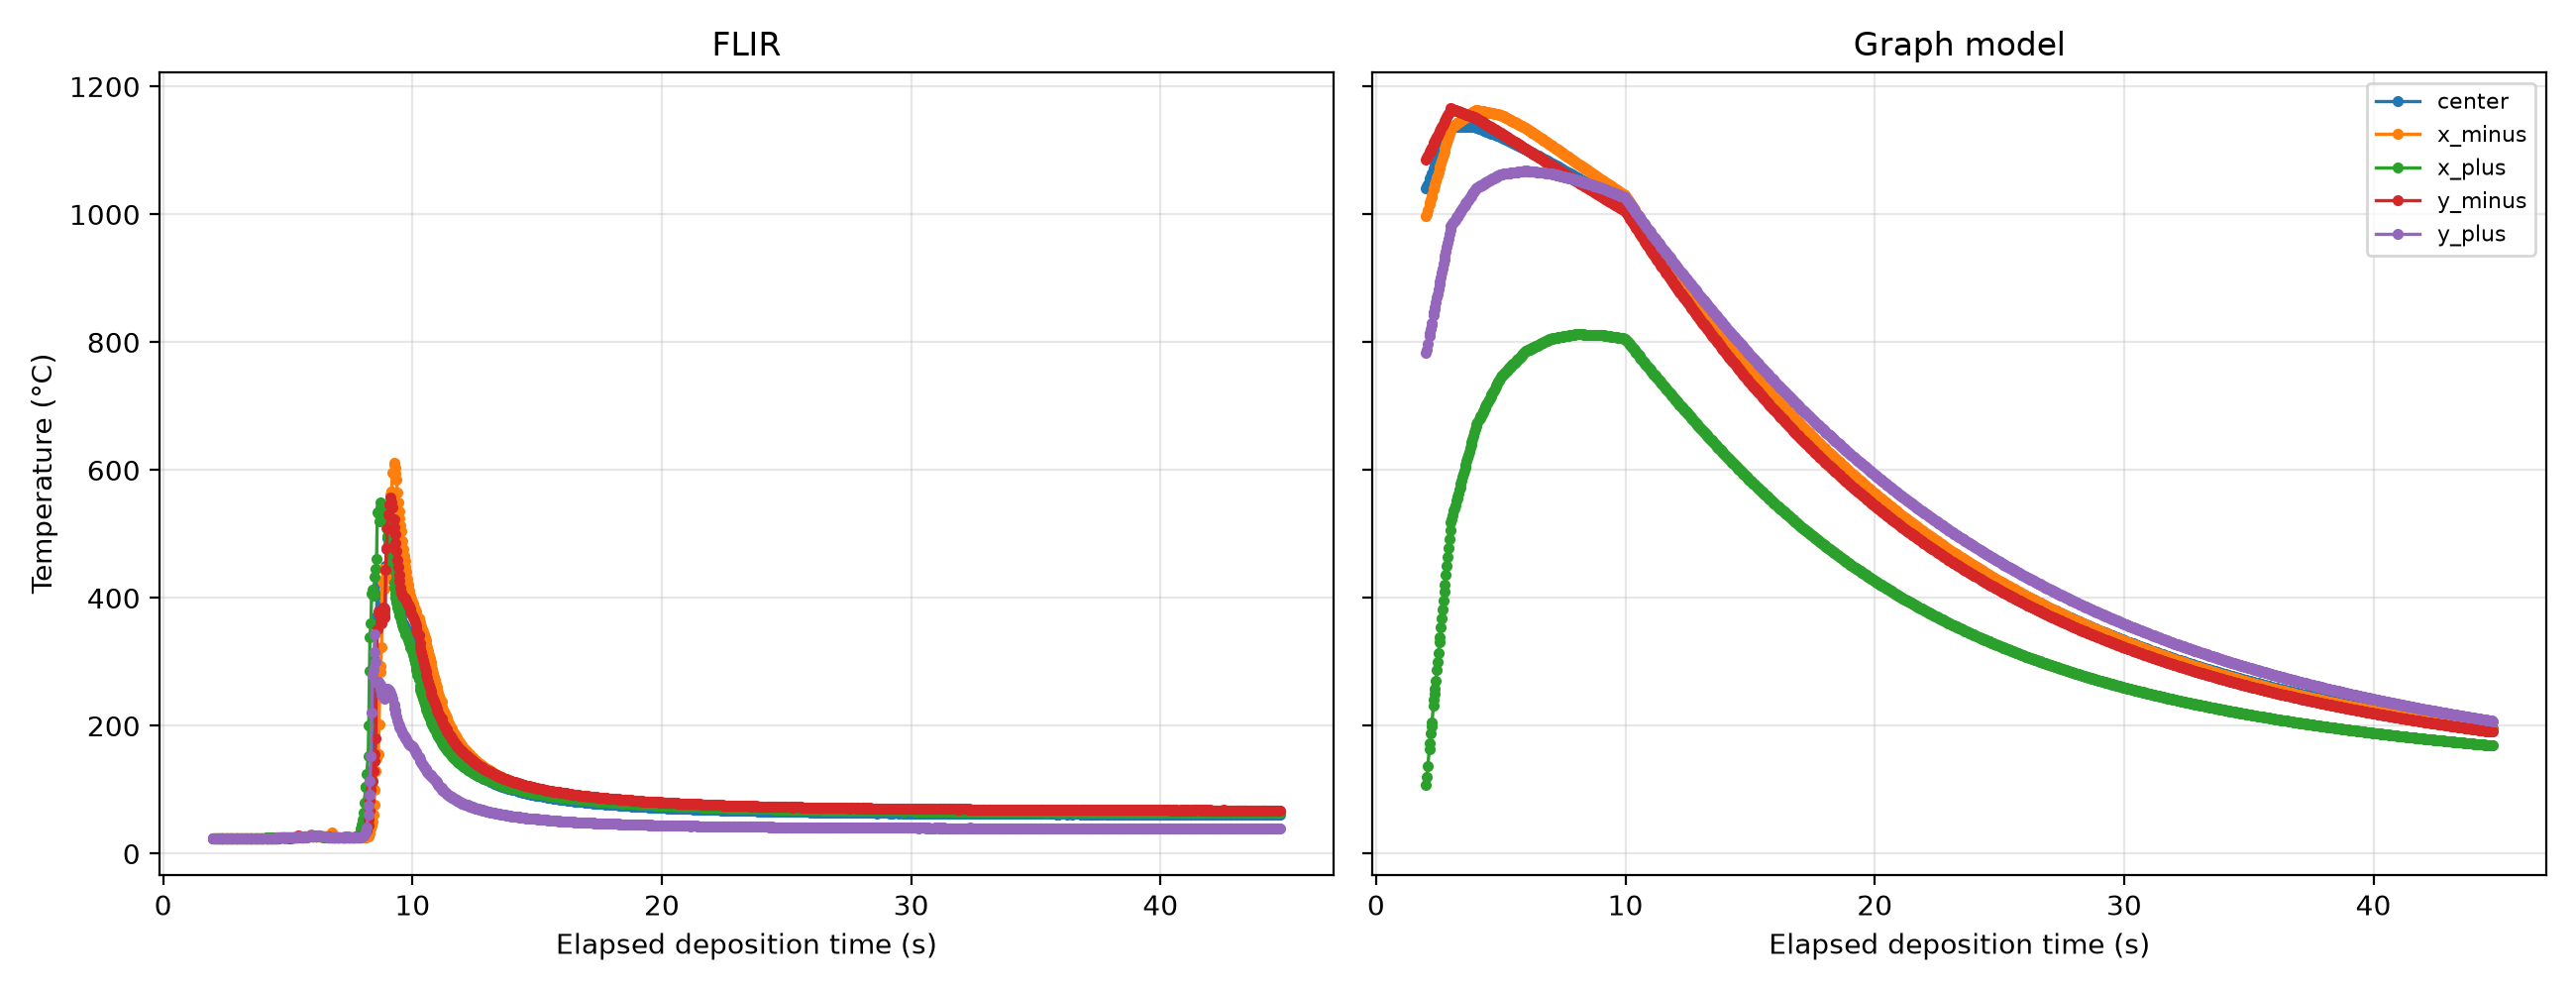 FLIR
Temperature (°C)
1200
1000
800
600
400
200
0
0 10 20 30 40
Elapsed deposition time (s)
Graph model
center
x_minus
x_plus
y_minus
y_plus
0 10 20 30 40
Elapsed deposition time (s)